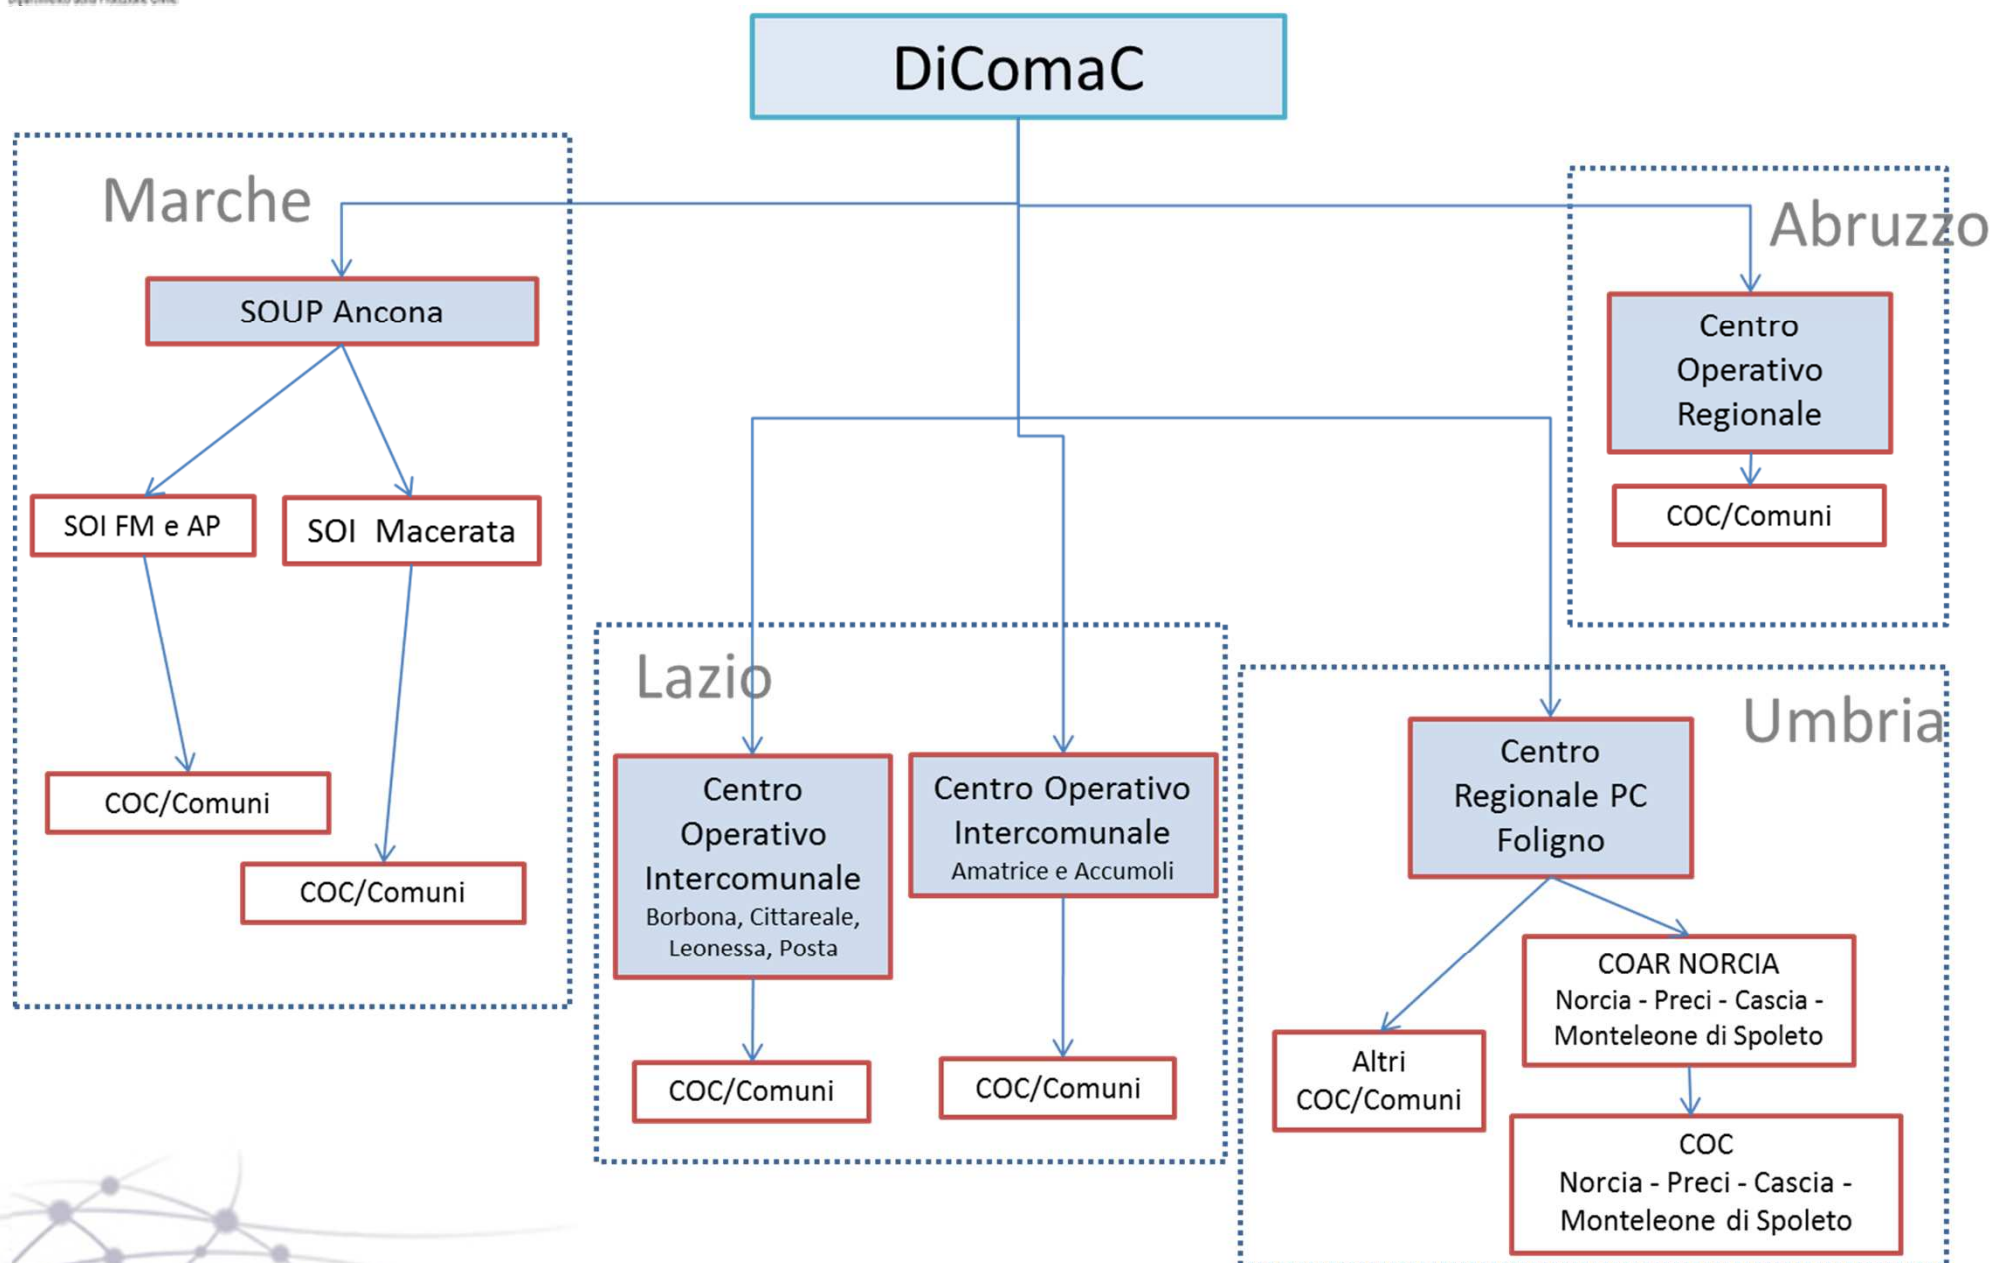 DiComaC
Marche
SOUP Ancona
SOI FM e AP
SOI Macerata
COC/Comuni
COC/Comuni
Lazio
Centro
Operativo
Intercomunale
Borbona, Cittareale,
Leonessa, Posta
COC/Comuni
Centro Operativo
Intercomunale
Amatrice e Accumoli
COC/Comuni
Abruzzo
Centro
Operativo
Regionale
COC/Comuni
Umbria
Centro
Regionale PC
Foligno
Altri
COC/Comuni
COAR NORCIA
Norcia - Preci - Cascia -
Monteleone di Spoleto
COC
Norcia - Preci - Cascia -
Monteleone di Spoleto